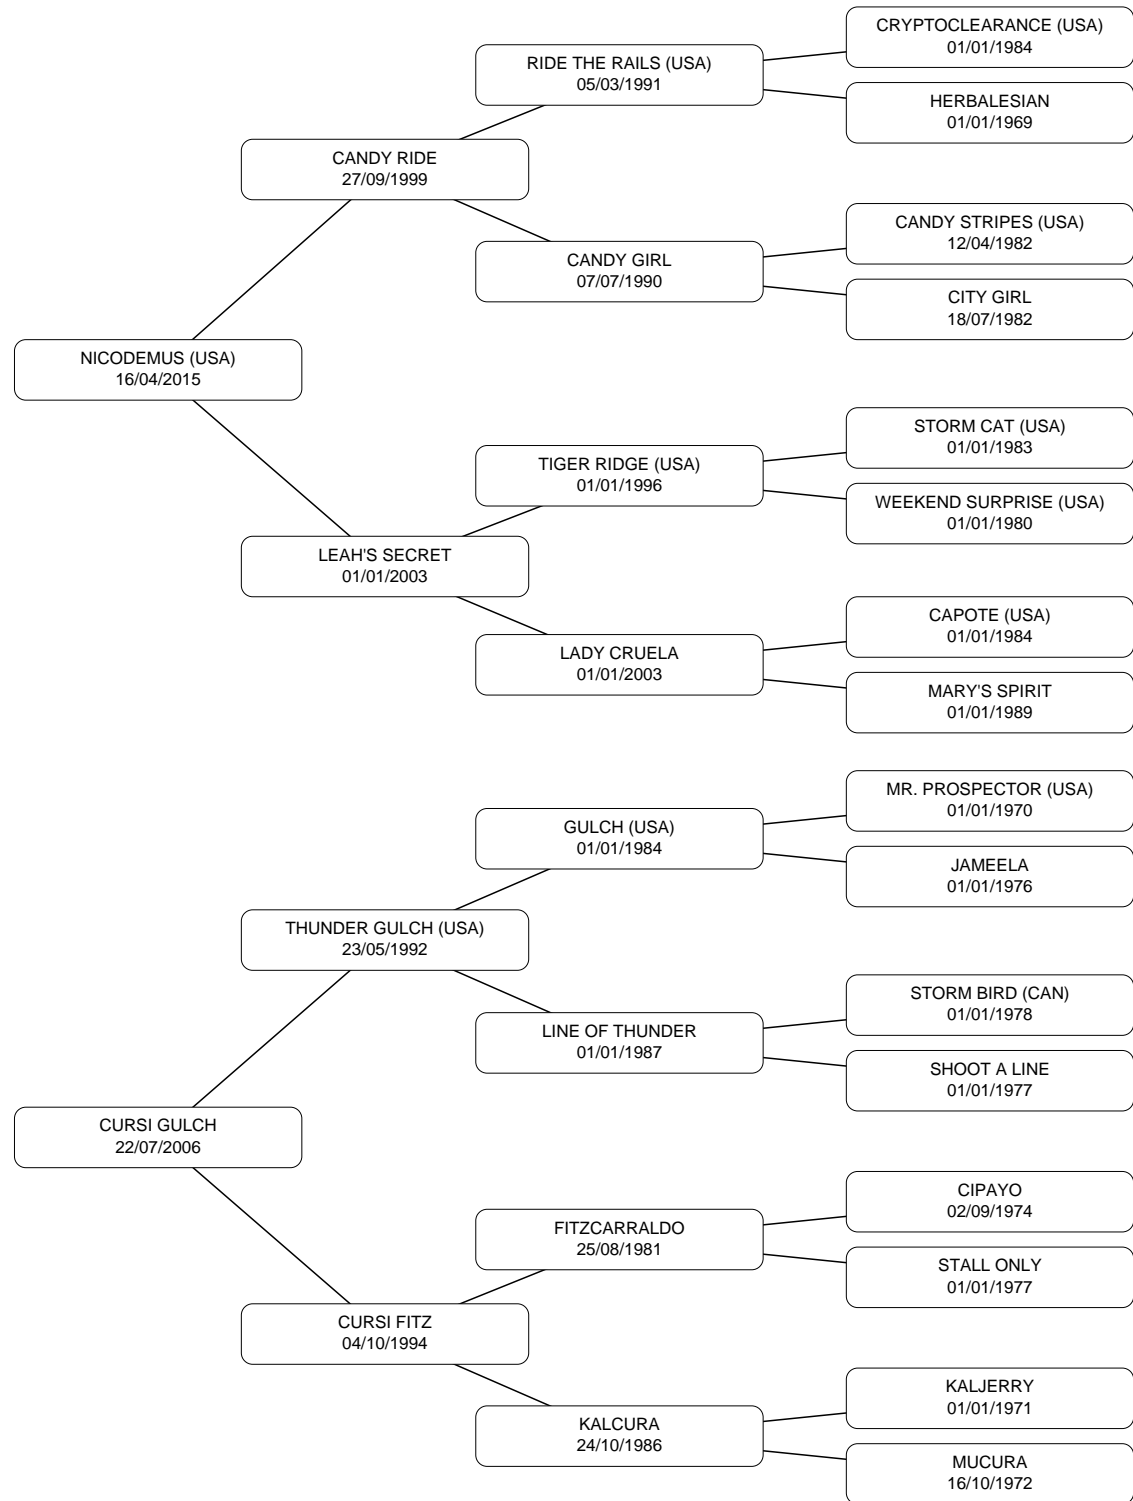 CRYPTOCLEARANCE (USA)
01/01/1984
RIDE THE RAILS (USA)
05/03/1991
HERBALESIAN
01/01/1969
CANDY RIDE
27/09/1999
CANDY STRIPES (USA)
12/04/1982
CANDY GIRL
07/07/1990
CITY GIRL
18/07/1982
NICODEMUS (USA)
16/04/2015
STORM CAT (USA)
01/01/1983
TIGER RIDGE (USA)
01/01/1996
WEEKEND SURPRISE (USA)
01/01/1980
LEAH'S SECRET
01/01/2003
CAPOTE (USA)
01/01/1984
LADY CRUELA
01/01/2003
MARY'S SPIRIT
01/01/1989
MR. PROSPECTOR (USA)
01/01/1970
GULCH (USA)
01/01/1984
JAMEELA
01/01/1976
THUNDER GULCH (USA)
23/05/1992
STORM BIRD (CAN)
01/01/1978
LINE OF THUNDER
01/01/1987
SHOOT A LINE
01/01/1977
CURSI GULCH
22/07/2006
CIPAYO
02/09/1974
FITZCARRALDO
25/08/1981
STALL ONLY
01/01/1977
CURSI FITZ
04/10/1994
KALJERRY
01/01/1971
KALCURA
24/10/1986
MUCURA
16/10/1972